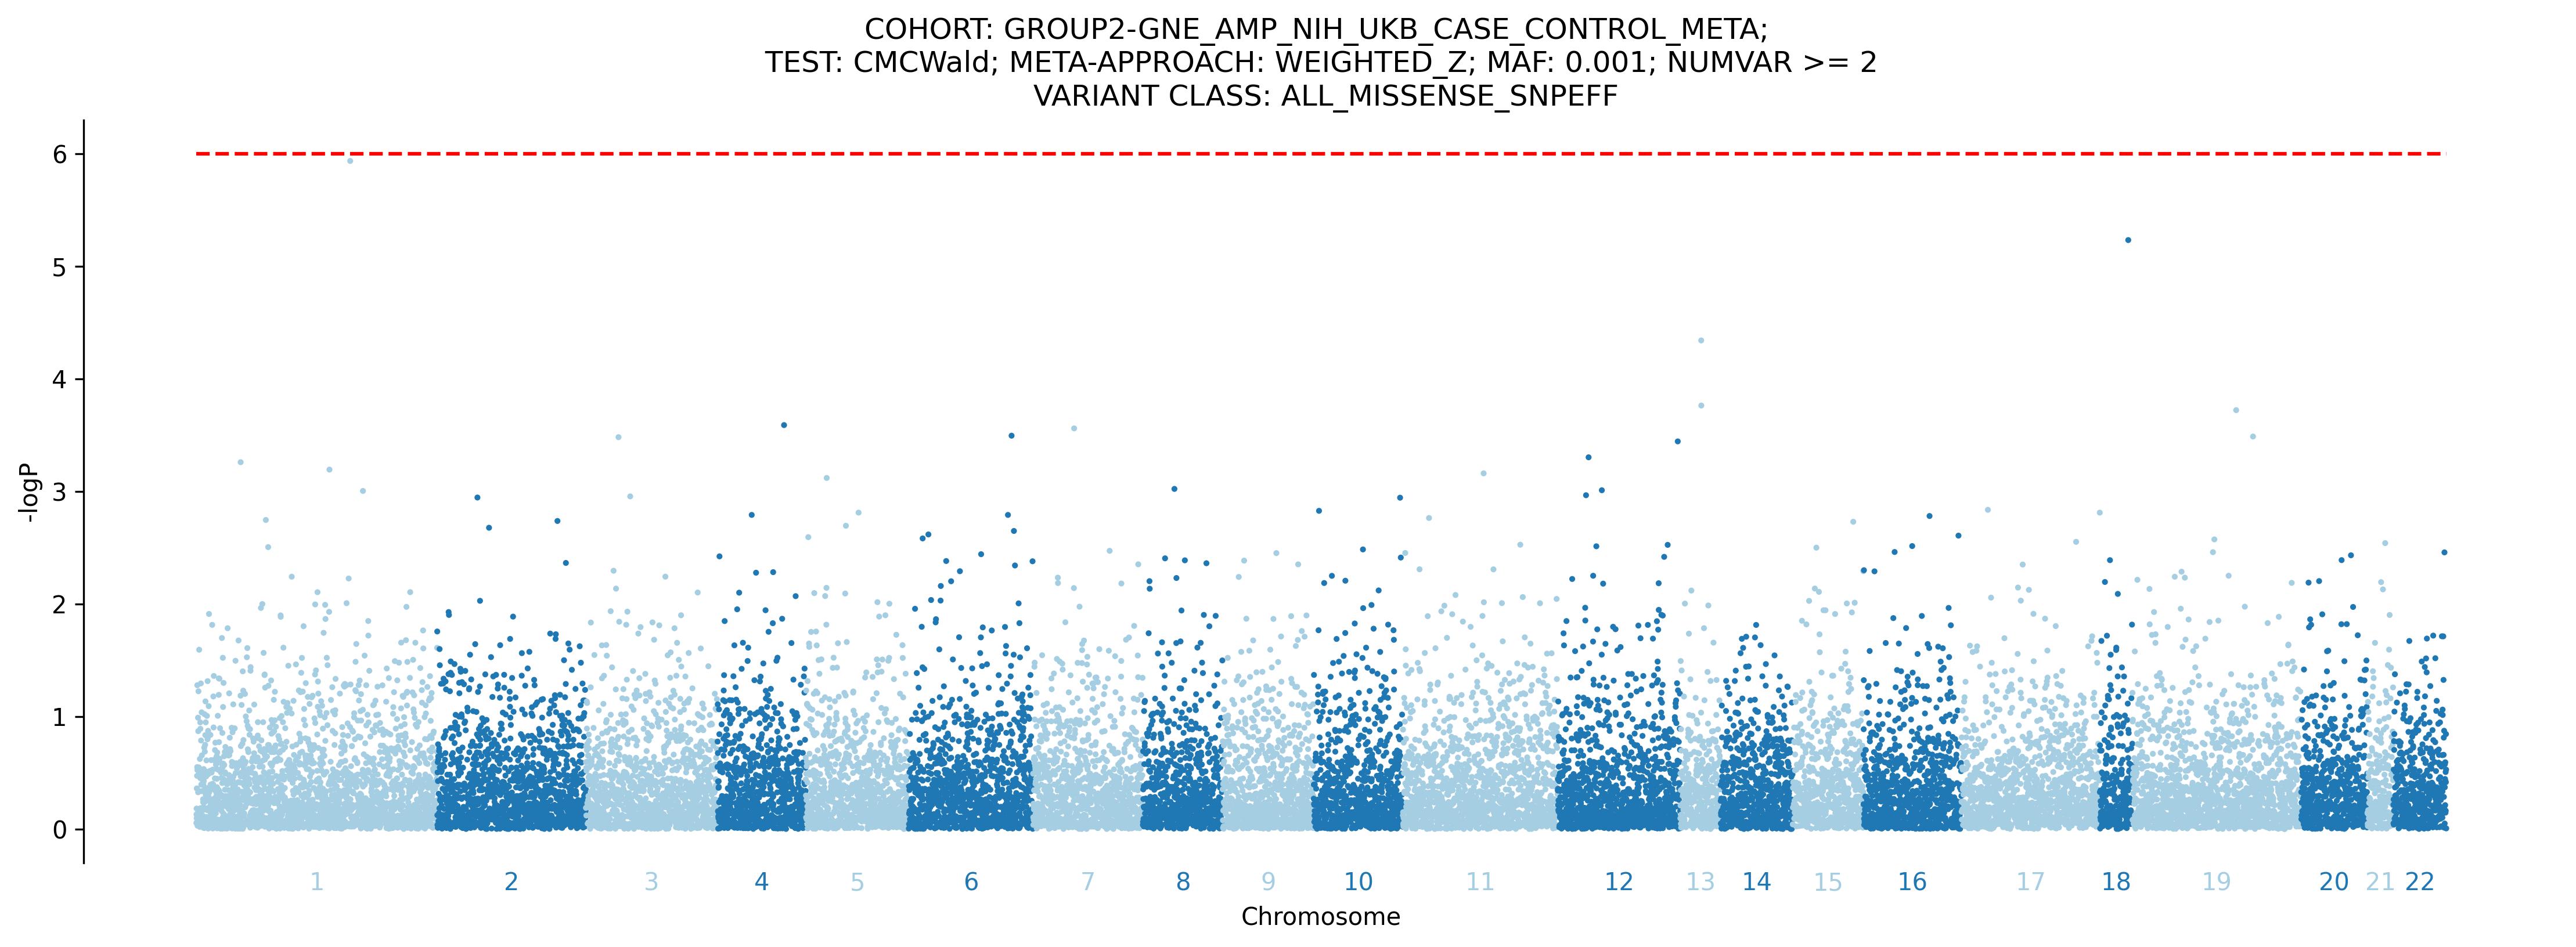 COHORT: GROUP2-GNE_AMP_NIH_UKB_CASE_CONTROL_META;
TEST: CMCWald; META-APPROACH: WEIGHTED_Z; MAF: 0.001; NUMVAR >= 2
VARIANT CLASS: ALL_MISSENSE_SNPEFF
6
5
4
3
2
1
0
-logP
1 2 3 4 5 6 7 8 9 10 11 12 13 14 15 16 17 18 19 20 21 22
Chromosome